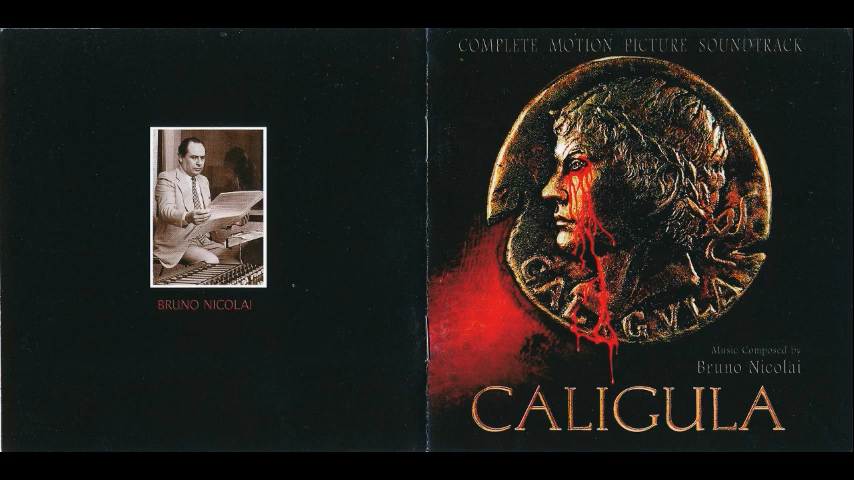 BRUNO NICOLAI
COMPLETE MOTION PICTURE SOUNDTRACK
CALIGVLA
Music Composed by
Bruno Nicolai
CALIGULA